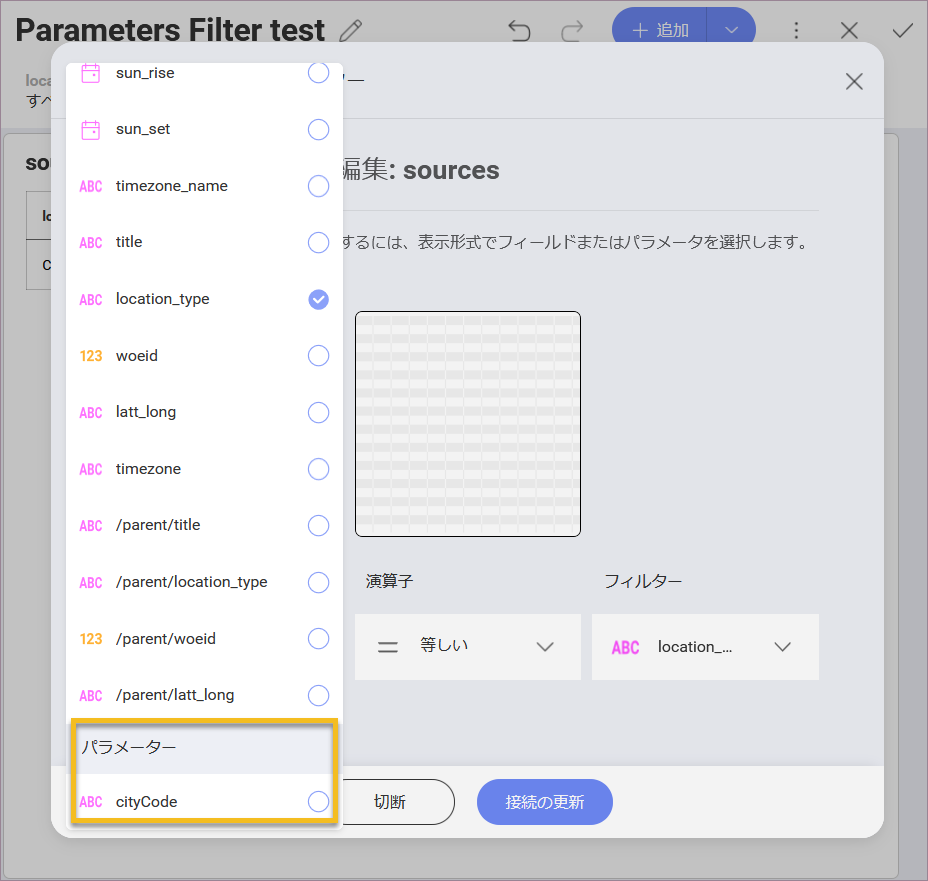 Parameters Filter test
追加
loca
すべ
ー
sou
lo
C
編集: sources
するには、表示形式でフィールドまたはパラメータを選択します。
sun_rise
sun_set
ABC timezone_name
ABC title
ABC location_type
123 woeid
ABC latt_long
ABC timezone
ABC /parent/title
ABC /parent/location_type
123 /parent/woeid
ABC /parent/latt_long
パラメーター
ABC cityCode
演算子
フィルター
等しい
ABC location_...
切断
接続の更新